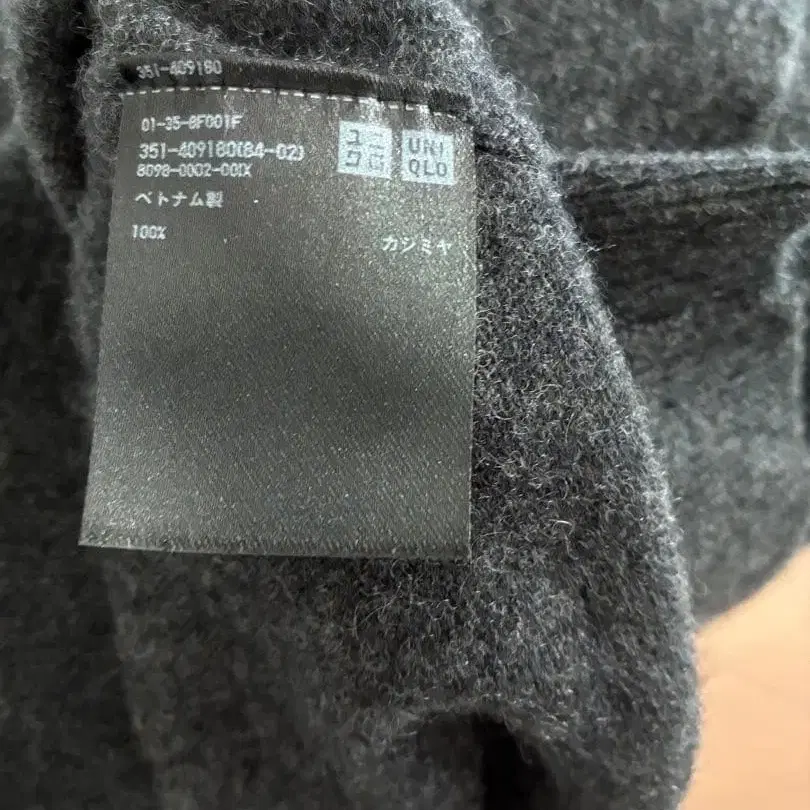 351-409180
01-35-8F001F
351-409180(84-02)
8098-0002-00IX
ユニ
クロ
UNI
QLO
ベトナム製
100% カシミヤ